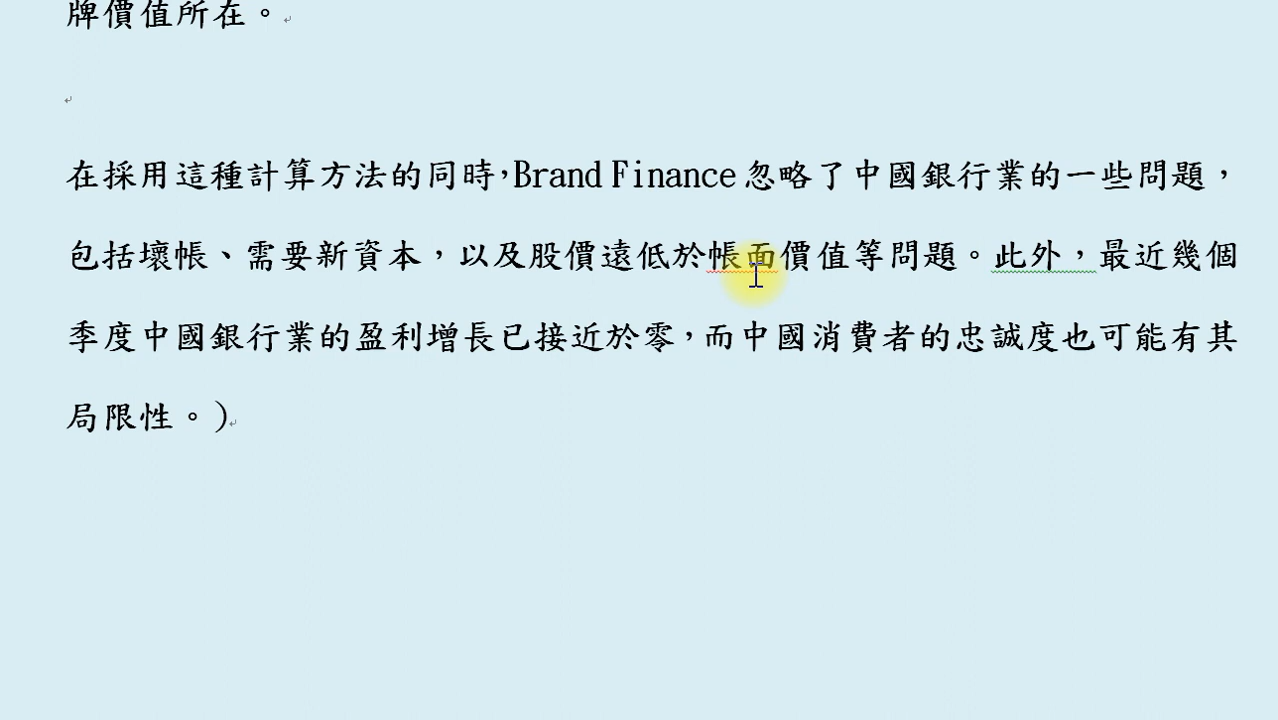 牌價值所在。
在採用這種計算方法的同時,Brand Finance 忽略了中國銀行業的一些問題，
包括壞帳、需要新資本，以及股價遠低於帳面價值等問題。此外，最近幾個
季度中國銀行業的盈利增長已接近於零，而中國消費者的忠誠度也可能有其
局限性。)